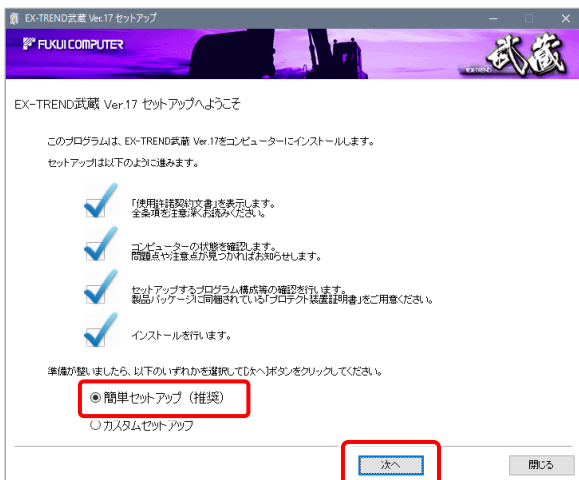 EX-TREND武蔵 Ver.17 セットアップ
FUKUI COMPUTER
武蔵
EX-TREND
EX-TREND武蔵 Ver.17 セットアップへようこそ
このプログラムは、EX-TREND武蔵 Ver.17をコンピューターにインストールします。
セットアップは以下のように進みます。
「使用許諾契約文書」を表示します。
全条項を注意深くお読みください。
コンピューターの状態を確認します。
問題点や注意点が見つかればお知らせします。
セットアップするプログラム構成等の確認を行います。
製品パッケージに同梱されている「プロテクト装置証明書」をご用意ください。
インストールを行います。
準備が整いましたら、以下のいずれかを選択して[次へ]ボタンをクリックしてください。
簡単セットアップ（推奨）
カスタムセットアップ
次へ
閉じる